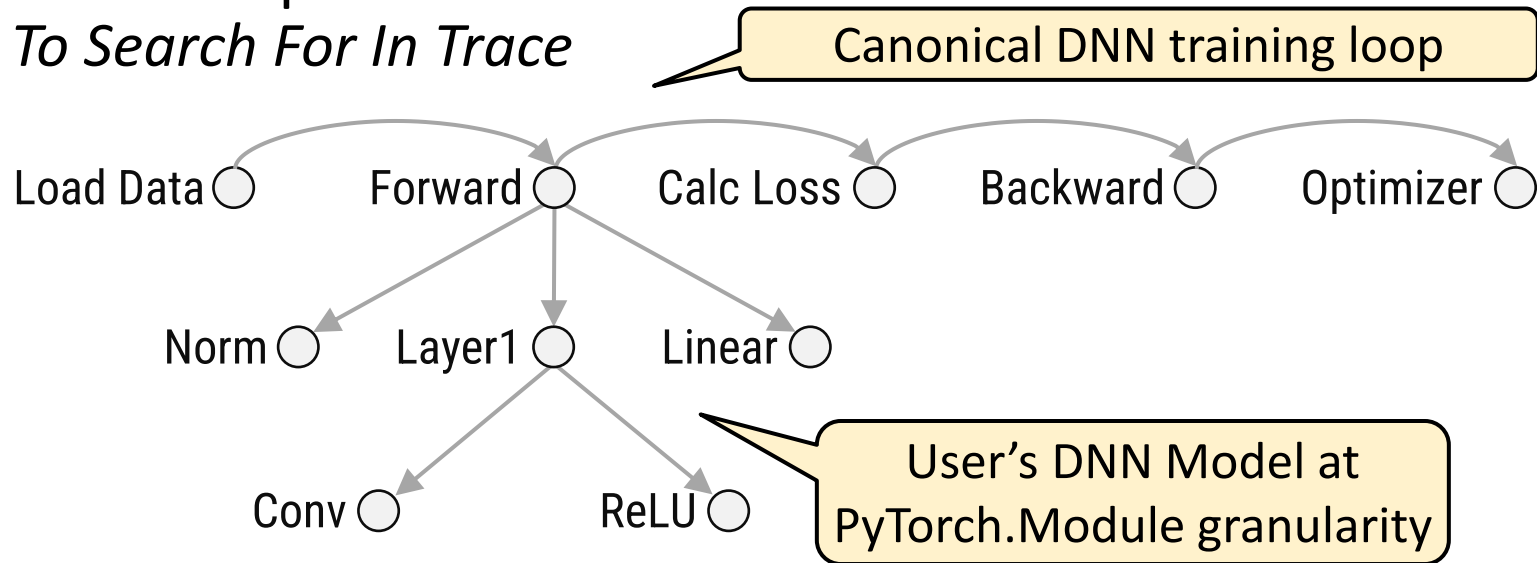 To Search For In Trace
Canonical DNN training loop
Load Data
Forward
Calc Loss
Backward
Optimizer
Norm
Layer1
Linear
Conv
ReLU
User's DNN Model at
PyTorch.Module granularity